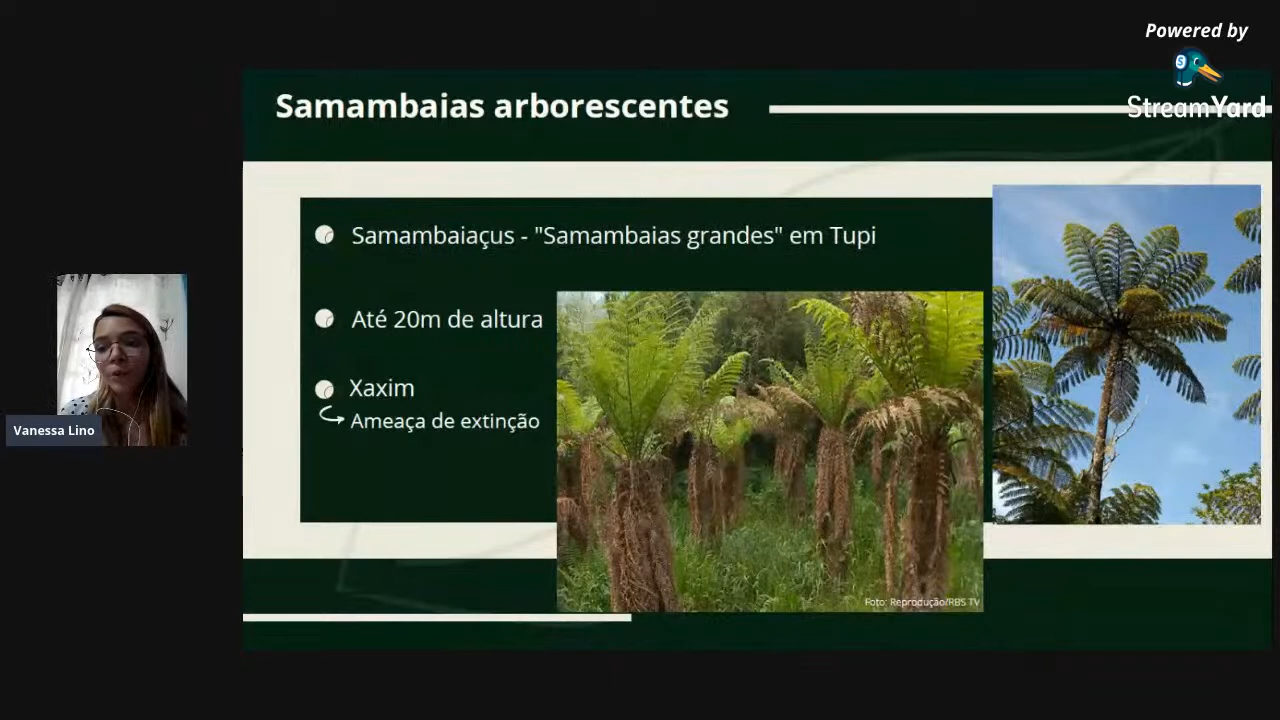 Powered by
StreamYard
Samambaias arborescentes
Samambaiaçus - "Samambaias grandes" em Tupi
Até 20m de altura
Xaxim
Ameaça de extinção
Vanessa Lino
Foto: Reprodução/RBS TV